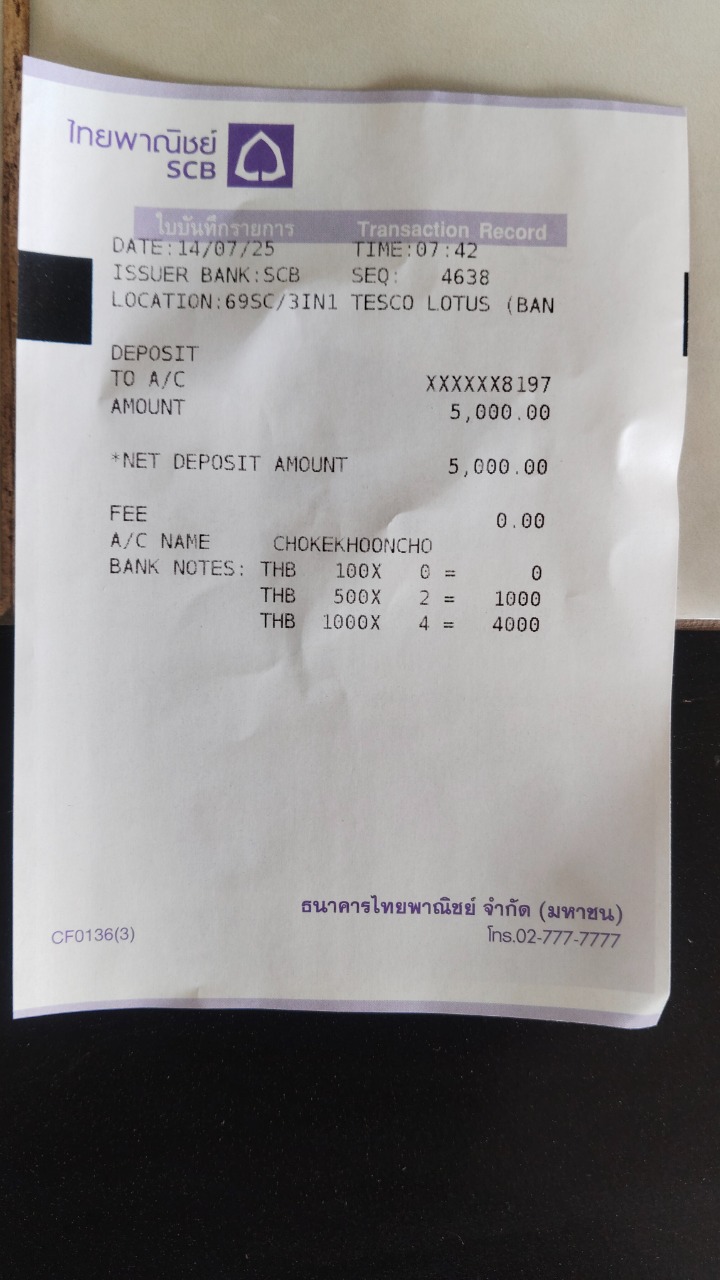 ไทยพาณิชย์
SCB
ใบบันทึกรายการ Transaction Record
DATE:14/07/25 TIME:07:42
ISSUER BANK:SCB SEQ: 4638
LOCATION:69SC/3IN1 TESCO LOTUS (BAN
DEPOSIT
TO A/C XXXXXX8197
AMOUNT 5,000.00
*NET DEPOSIT AMOUNT 5,000.00
FEE 0.00
A/C NAME CHOKEKHOONCHO
BANK NOTES: THB 100X 0 = 0
THB 500X 2 = 1000
THB 1000X 4 = 4000
ธนาคารไทยพาณิชย์ จำกัด (มหาชน)
CF0136(3) โทร.02-777-7777